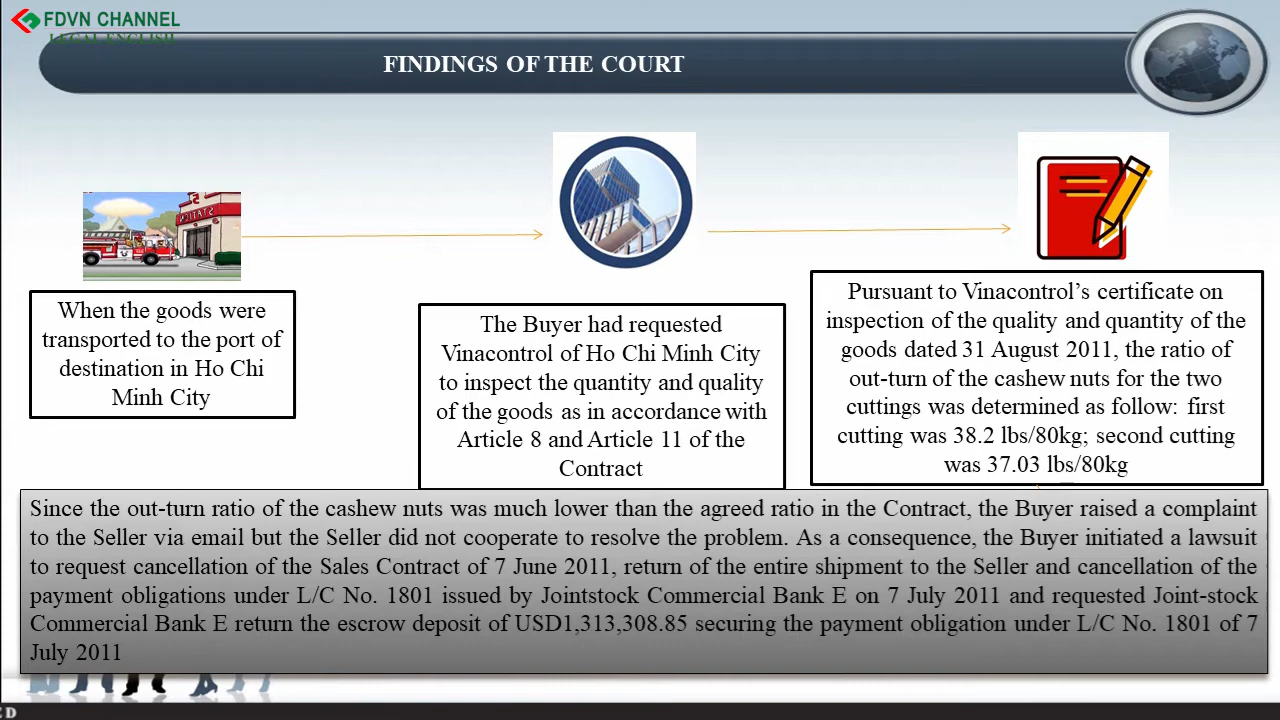 FDVN CHANNEL
LEGAL ENGLISH
FINDINGS OF THE COURT
STATION
When the goods were
transported to the port of
destination in Ho Chi
Minh City
The Buyer had requested
Vinacontrol of Ho Chi Minh City
to inspect the quantity and quality
of the goods as in accordance with
Article 8 and Article 11 of the
Contract
Pursuant to Vinacontrol's certificate on
inspection of the quality and quantity of the
goods dated 31 August 2011, the ratio of
out-turn of the cashew nuts for the two
cuttings was determined as follow: first
cutting was 38.2 lbs/80kg; second cutting
was 37.03 lbs/80kg
Since the out-turn ratio of the cashew nuts was much lower than the agreed ratio in the Contract, the Buyer raised a complaint
to the Seller via email but the Seller did not cooperate to resolve the problem. As a consequence, the Buyer initiated a lawsuit
to request cancellation of the Sales Contract of 7 June 2011, return of the entire shipment to the Seller and cancellation of the
payment obligations under L/C No. 1801 issued by Jointstock Commercial Bank E on 7 July 2011 and requested Joint-stock
Commercial Bank E return the escrow deposit of USD1,313,308.85 securing the payment obligation under L/C No. 1801 of 7
July 2011